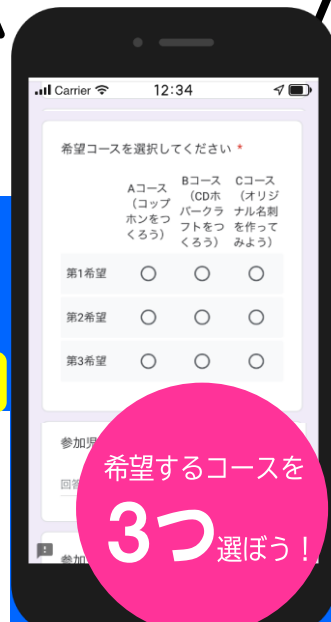 Carrier 12:34
希望コースを選択してください *
Aコース（コップホンをつくろう）
Bコース（CDホバークラフトをつくろう）
Cコース（オリジナル名刺を作ってみよう）
第1希望
第2希望
第3希望
参加児
回答
参加
希望するコースを
3つ選ぼう！